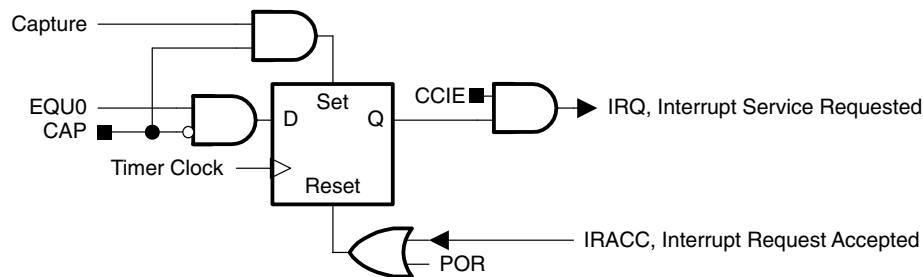 Capture
EQU0
CAP
Timer Clock
Set
D
Q
Reset
CCIE
IRQ, Interrupt Service Requested
IRACC, Interrupt Request Accepted
POR